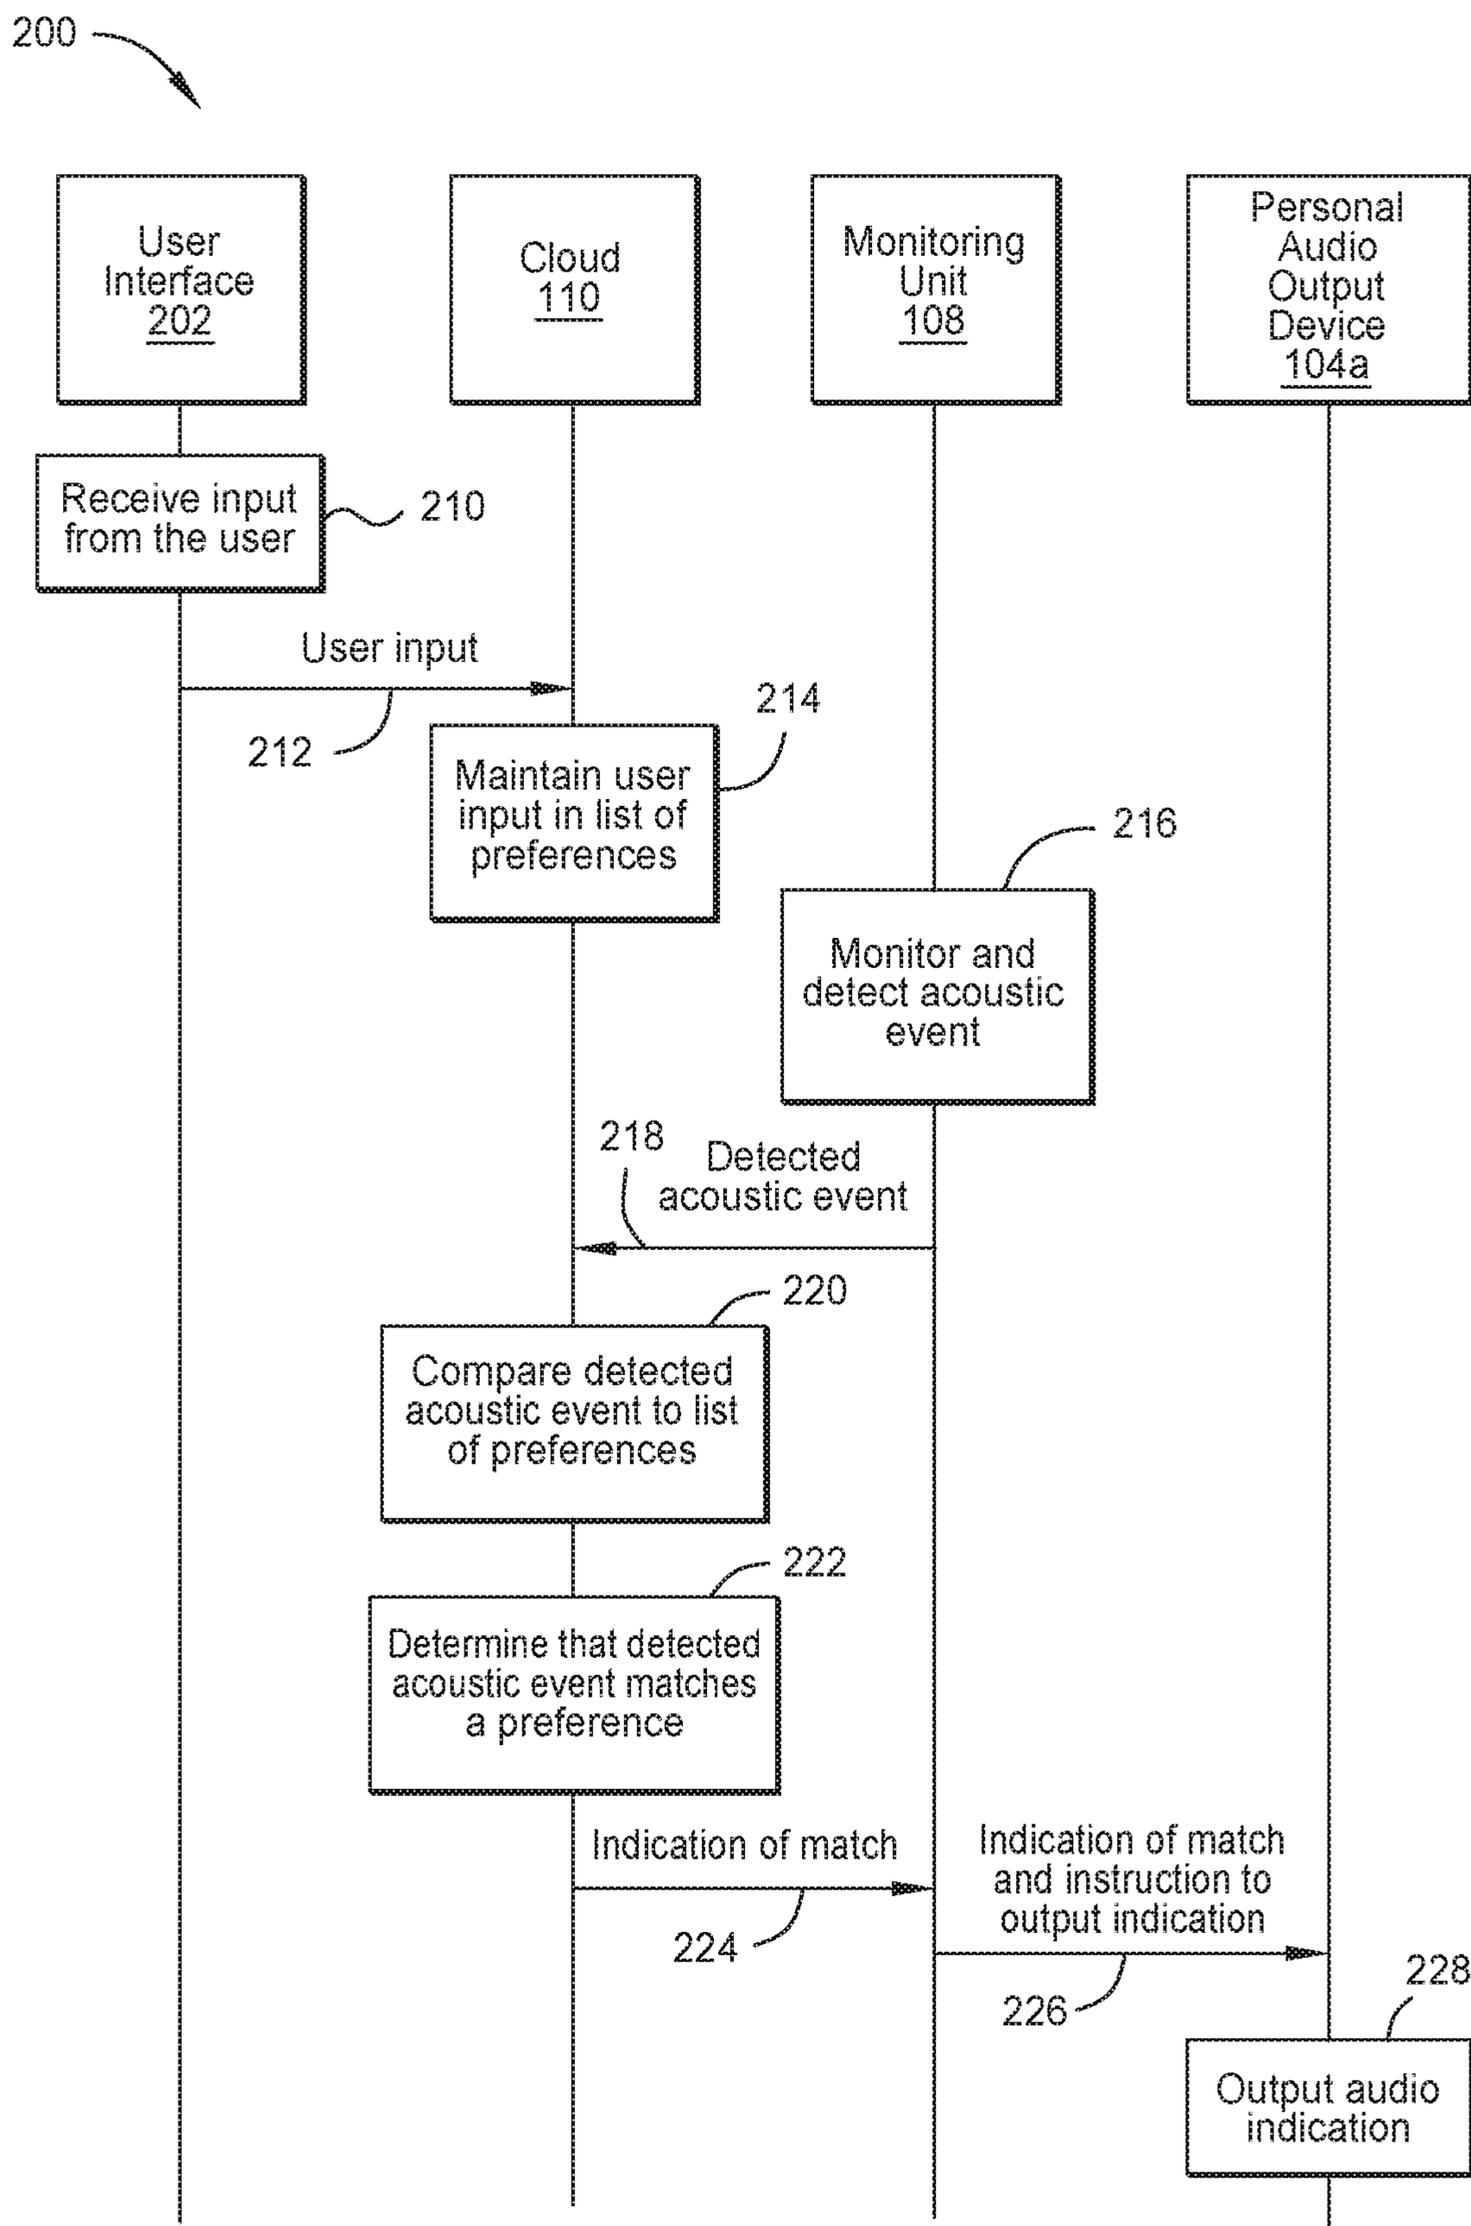 200
User
Interface
202
Cloud
110
Monitoring
Unit
108
Personal
Audio
Output
Device
104a
Receive input
from the user
210
User input
212
214
Maintain user
input in list of
preferences
216
Monitor and
detect acoustic
event
218
Detected
acoustic event
220
Compare detected
acoustic event to list
of preferences
222
Determine that detected
acoustic event matches
a preference
Indication of match
224
Indication of match
and instruction to
output indication
226
228
Output audio
indication